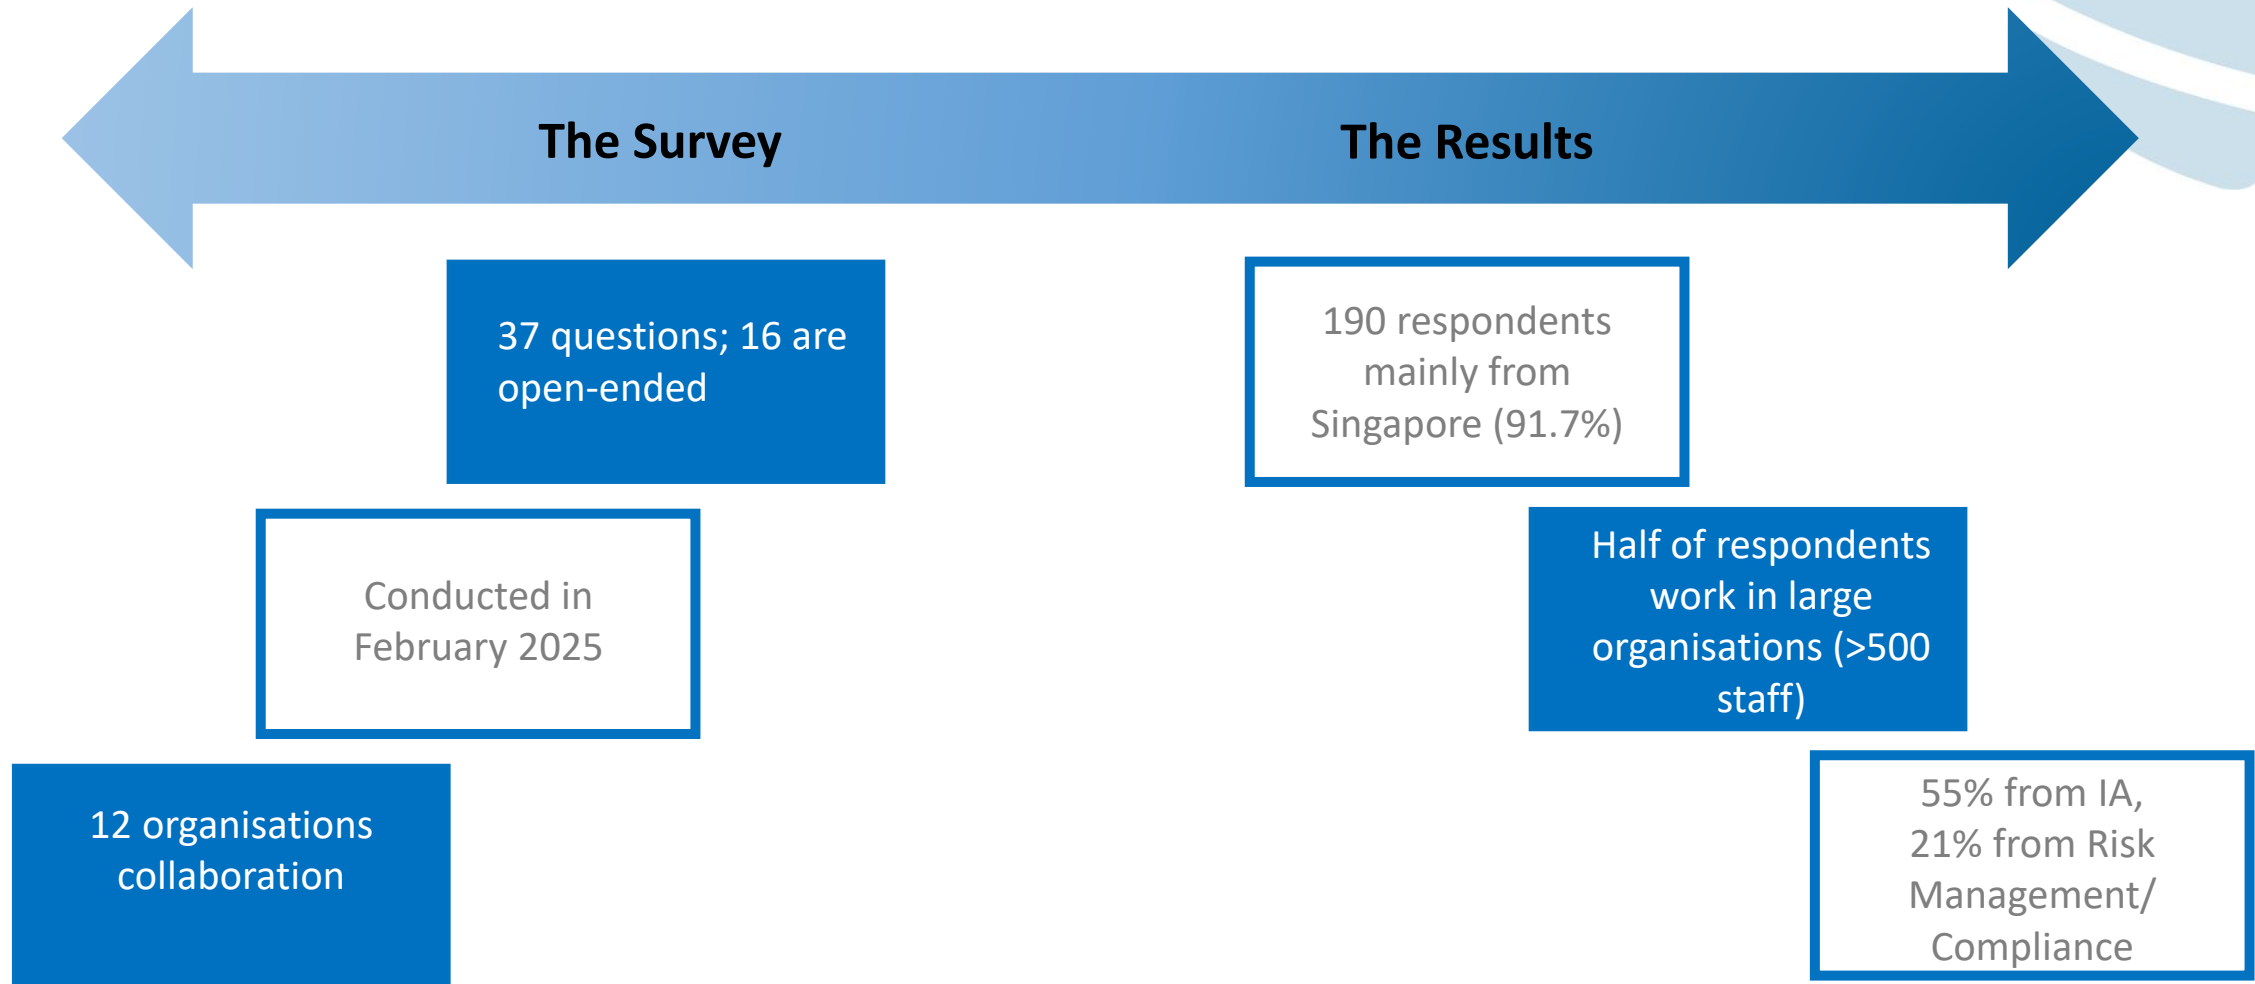 The Survey
The Results
37 questions; 16 are
open-ended
Conducted in
February 2025
12 organisations
collaboration
190 respondents
mainly from
Singapore (91.7%)
Half of respondents
work in large
organisations (>500
staff)
55% from IA,
21% from Risk
Management/
Compliance